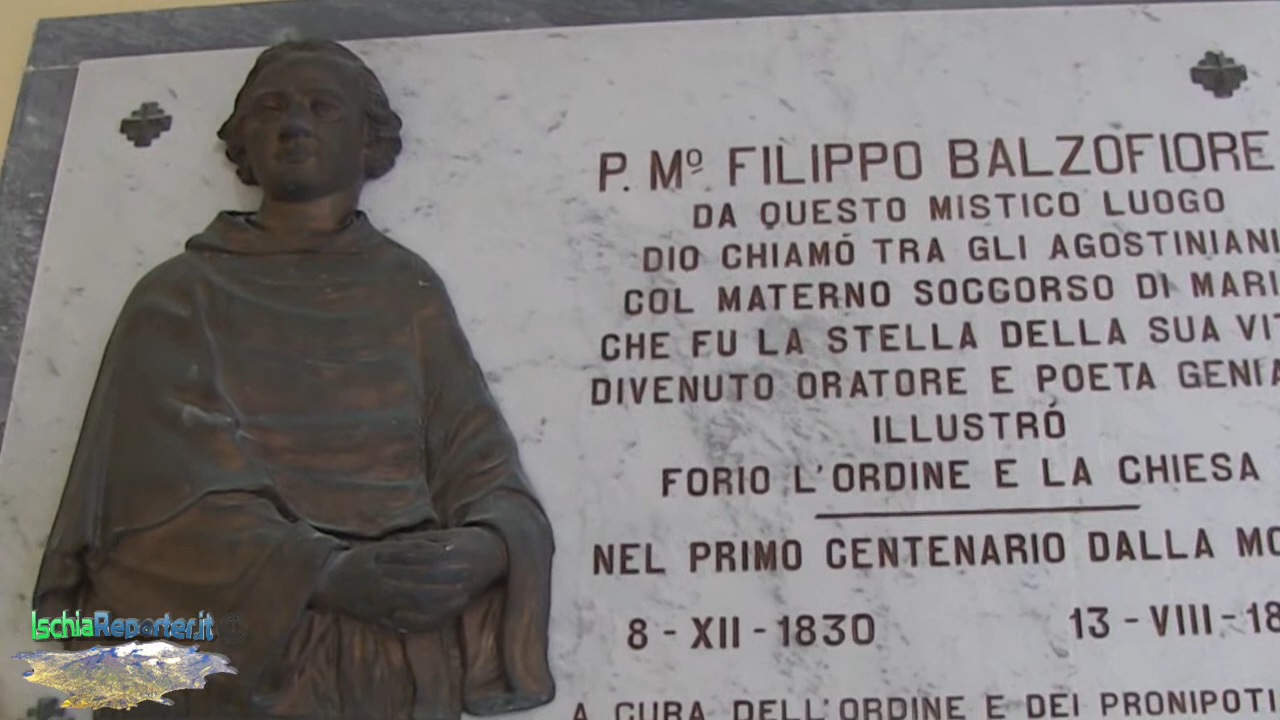 P. Mº FILIPPO BALZOFIORE
DA QUESTO MISTICO LUOGO
DIO CHIAMÓ TRA GLI AGOSTINIANI
COL MATERNO SOCCORSO DI MARI
CHE FU LA STELLA DELLA SUA VIT
DIVENUTO ORATORE E POETA GENIA
ILLUSTRÓ
FORIO L'ORDINE E LA CHIESA
NEL PRIMO CENTENARIO DALLA MO
8 - XII - 1830 13 - VIII - 18
A CURA DELL'ORDINE E DEI PRONIPOTI
IschiaReporter.it